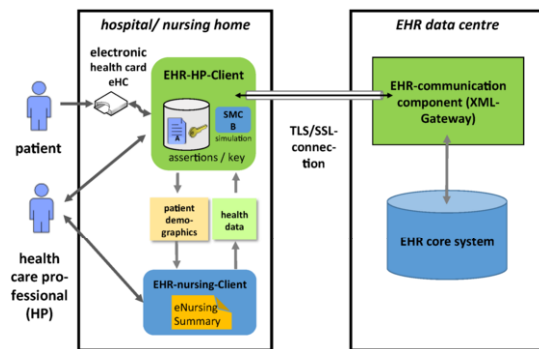 hospital/ nursing home
EHR data centre
electronic
health card
eHC
EHR-HP-Client
SMC
B
simulation
assertions / key
EHR-communication
component (XML-
Gateway)
TLS/SSL-
connec-
tion
patient
patient
demo-
graphics
health
data
EHR core system
health
care pro-
fessional
(HP)
EHR-nursing-Client
eNursing
Summary